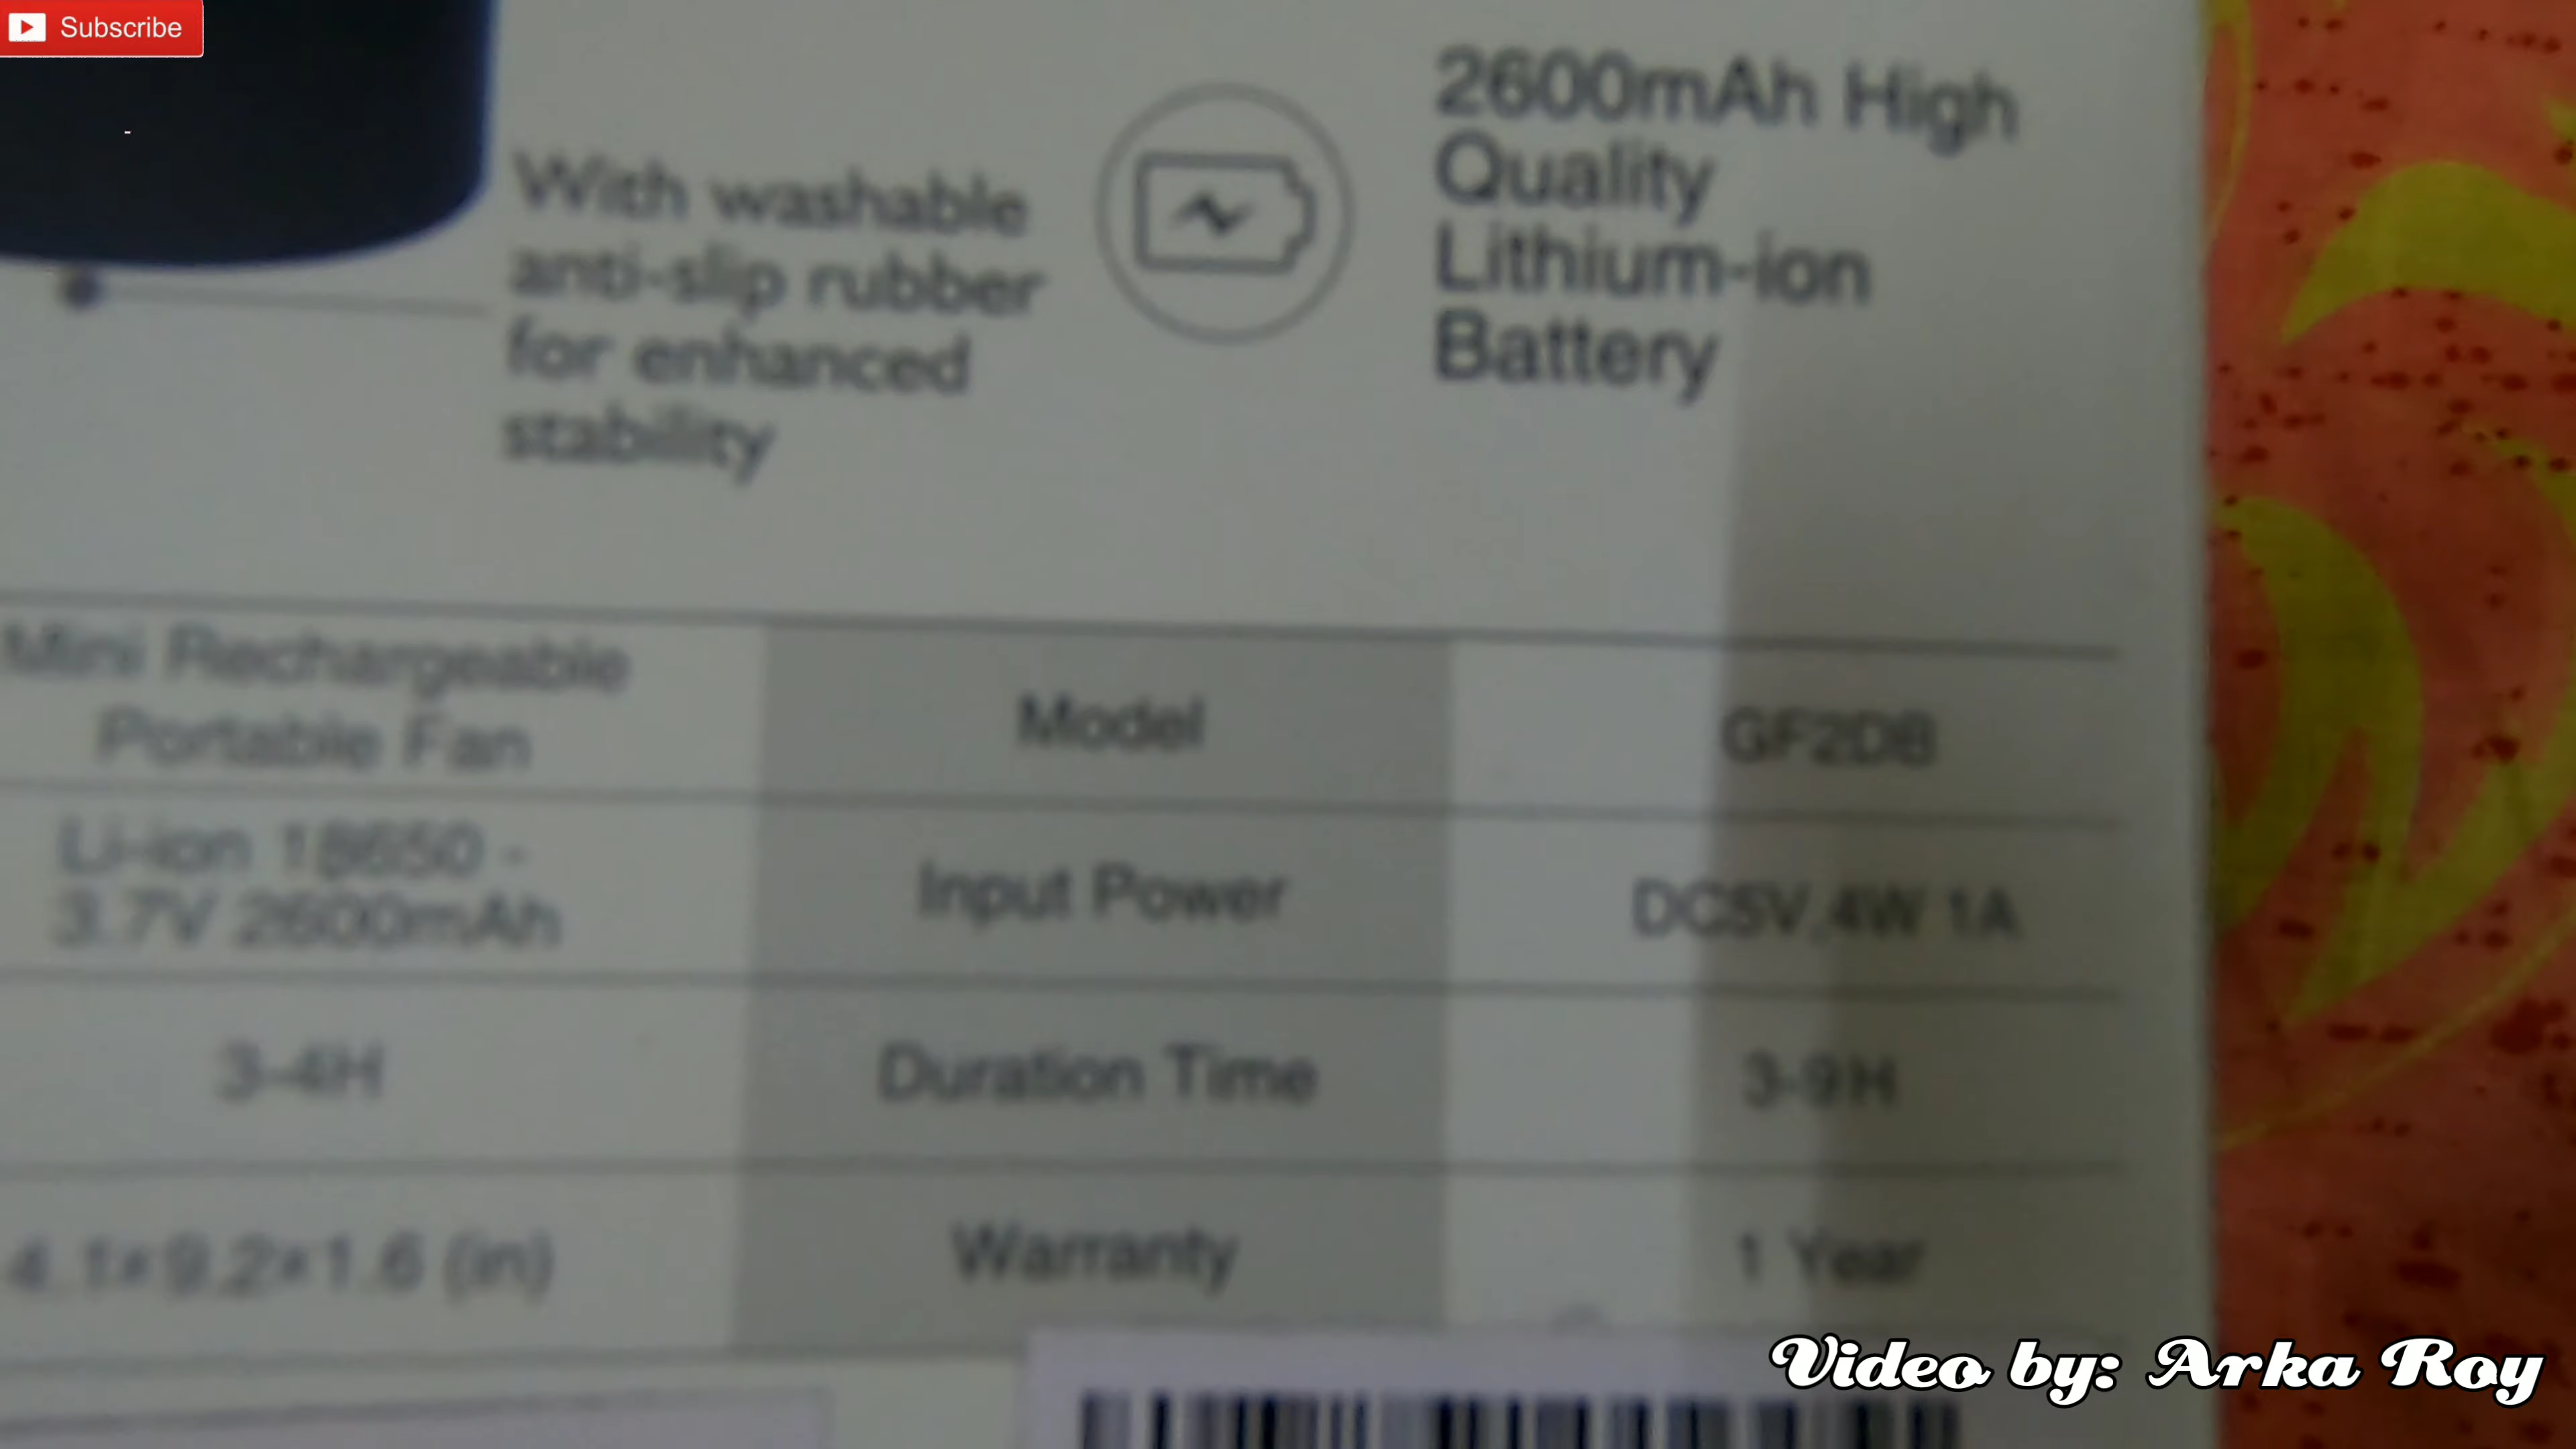 Subscribe
With washable
anti-slip rubber
for enhanced
stability
2600mAh High
Quality
Lithium-ion
Battery
Mini Rechargeable
Portable Fan
Model
GF2DB
Li-ion 18650 -
3.7V 2600mAh
Input Power
DC5V,4W 1A
3-4H
Duration Time
3-9H
4.1×9.2×1.6 (in)
Warranty
1 Year
Video by: Arka Roy